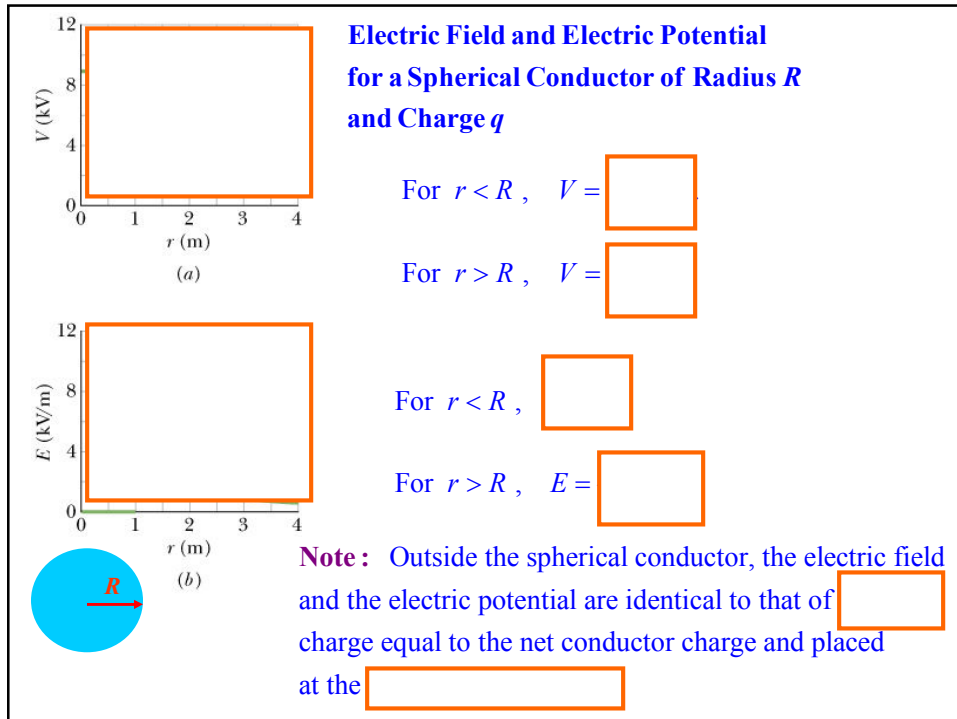 12
8
4
0
V (kV)
0 1 2 3 4
r (m)
(a)
Electric Field and Electric Potential
for a Spherical Conductor of Radius R
and Charge q
For r < R , V =
For r > R , V =
12
8
4
0
E (kV/m)
0 1 2 3 4
r (m)
(b)
For r < R ,
For r > R , E =
R
Note : Outside the spherical conductor, the electric field
and the electric potential are identical to that of
charge equal to the net conductor charge and placed
at the